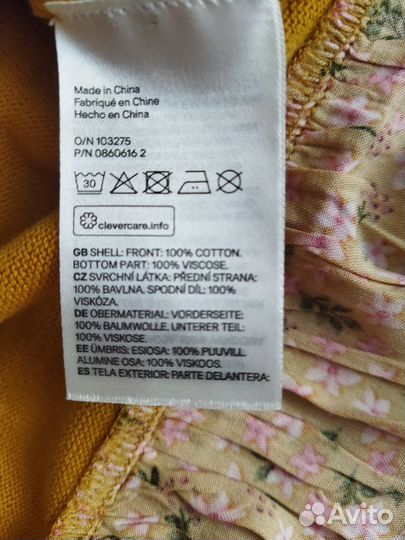 Made in China
Fabriqué en Chine
Hecho en China
O/N 103275
P/N 0860616 2
30
clevercare.info
GB SHELL: FRONT: 100% COTTON.
BOTTOM PART: 100% VISCOSE.
CZ SVRCHNÍ LÁTKA: PŘEDNÍ STRANA:
100% BAVLNA. SPODNÍ DÍL: 100%
VISKÓZA.
DE OBERMATERIAL: VORDERSEITE:
100% BAUMWOLLE. UNTERER TEIL:
100% VISKOSE.
EE ÜMBRIS: ESIOSA: 100% PUUVILL.
ALUMINE OSA: 100% VISKOOS.
ES TELA EXTERIOR: PARTE DELANTERA:
Avito